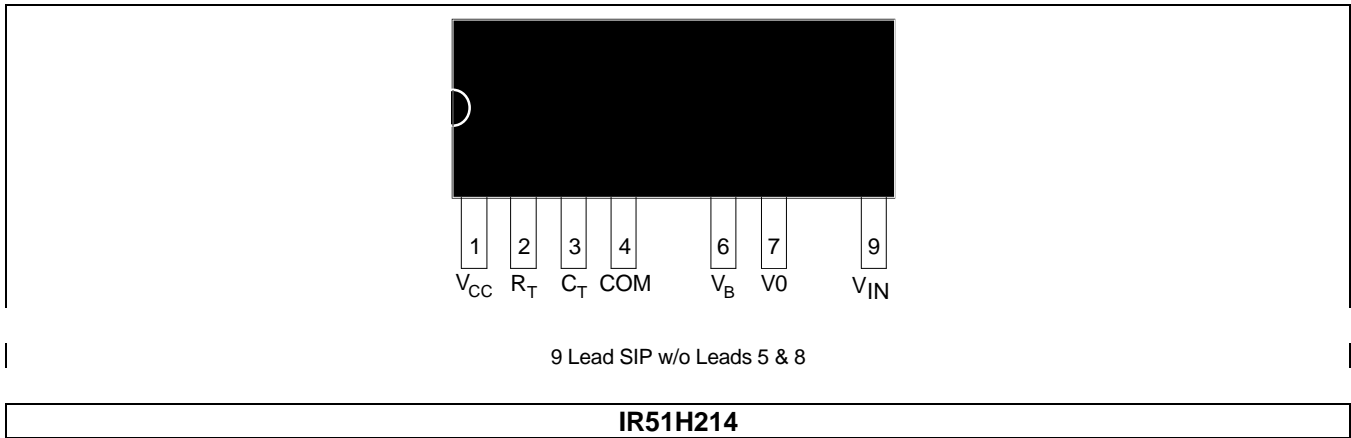 1 2 3 4 6 7 9
VCC RT CT COM VB V0 VIN
9 Lead SIP w/o Leads 5 & 8
IR51H214